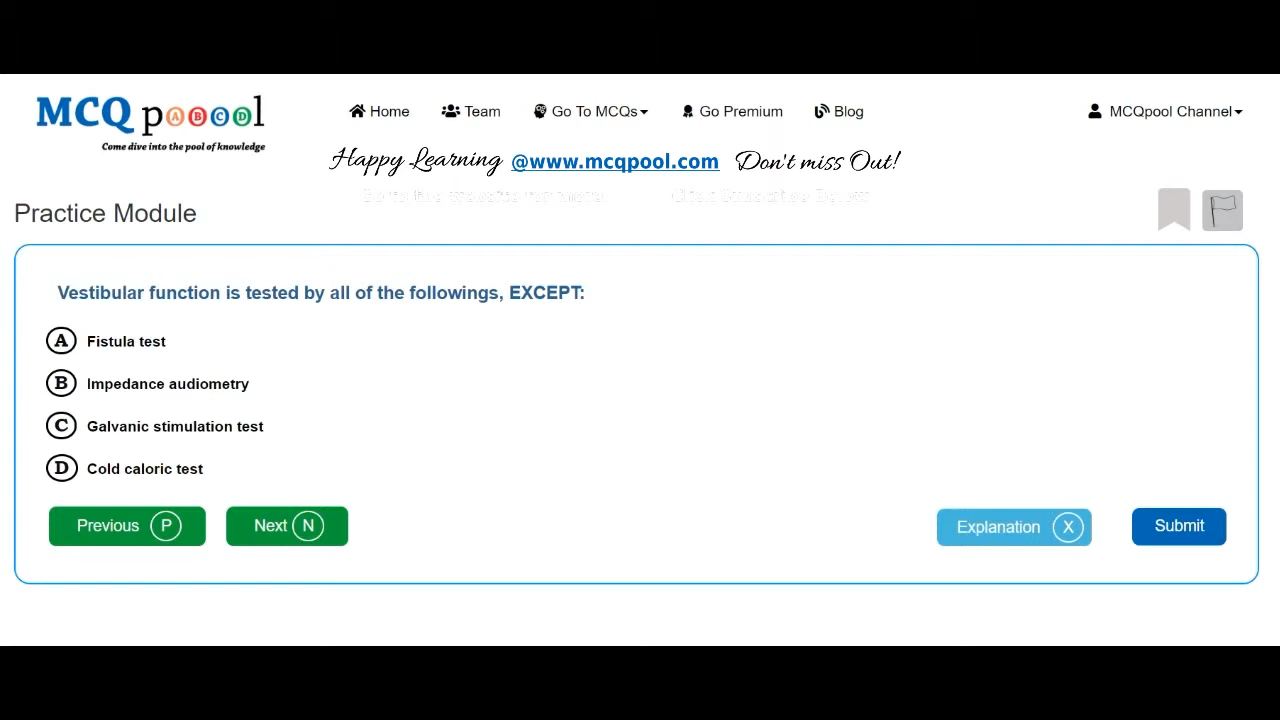 MCQ poool
ABCD
Come dive into the pool of knowledge
Home Team Go To MCQs Go Premium Blog MCQpool Channel
Happy Learning @www.mcqpool.com Don't miss Out!
Practice Module
Vestibular function is tested by all of the followings, EXCEPT:
A Fistula test
B Impedance audiometry
C Galvanic stimulation test
D Cold caloric test
Previous P Next N Explanation X Submit